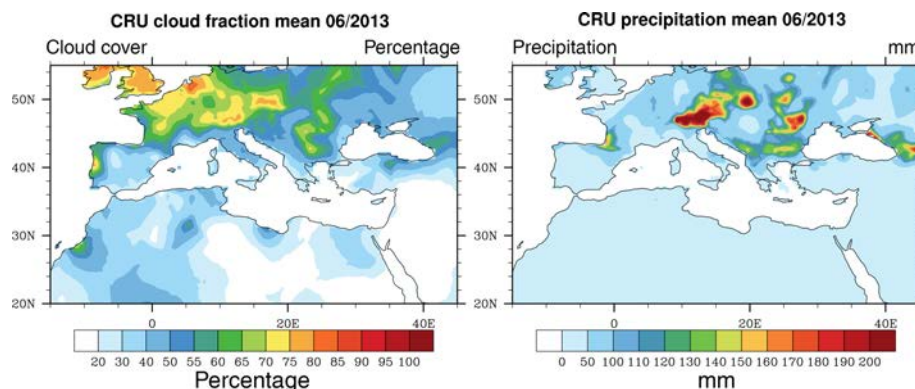 CRU cloud fraction mean 06/2013
Cloud cover Percentage
50N
40N
30N
20N
0 20E 40E
20 30 40 55 60 65 70 75 80 85 90 95 100
Percentage
CRU precipitation mean 06/2013
Precipitation mm
50N
40N
30N
20N
0 20E 40E
0 50 100 110 120 130 140 150 160 170 180 190 200
mm